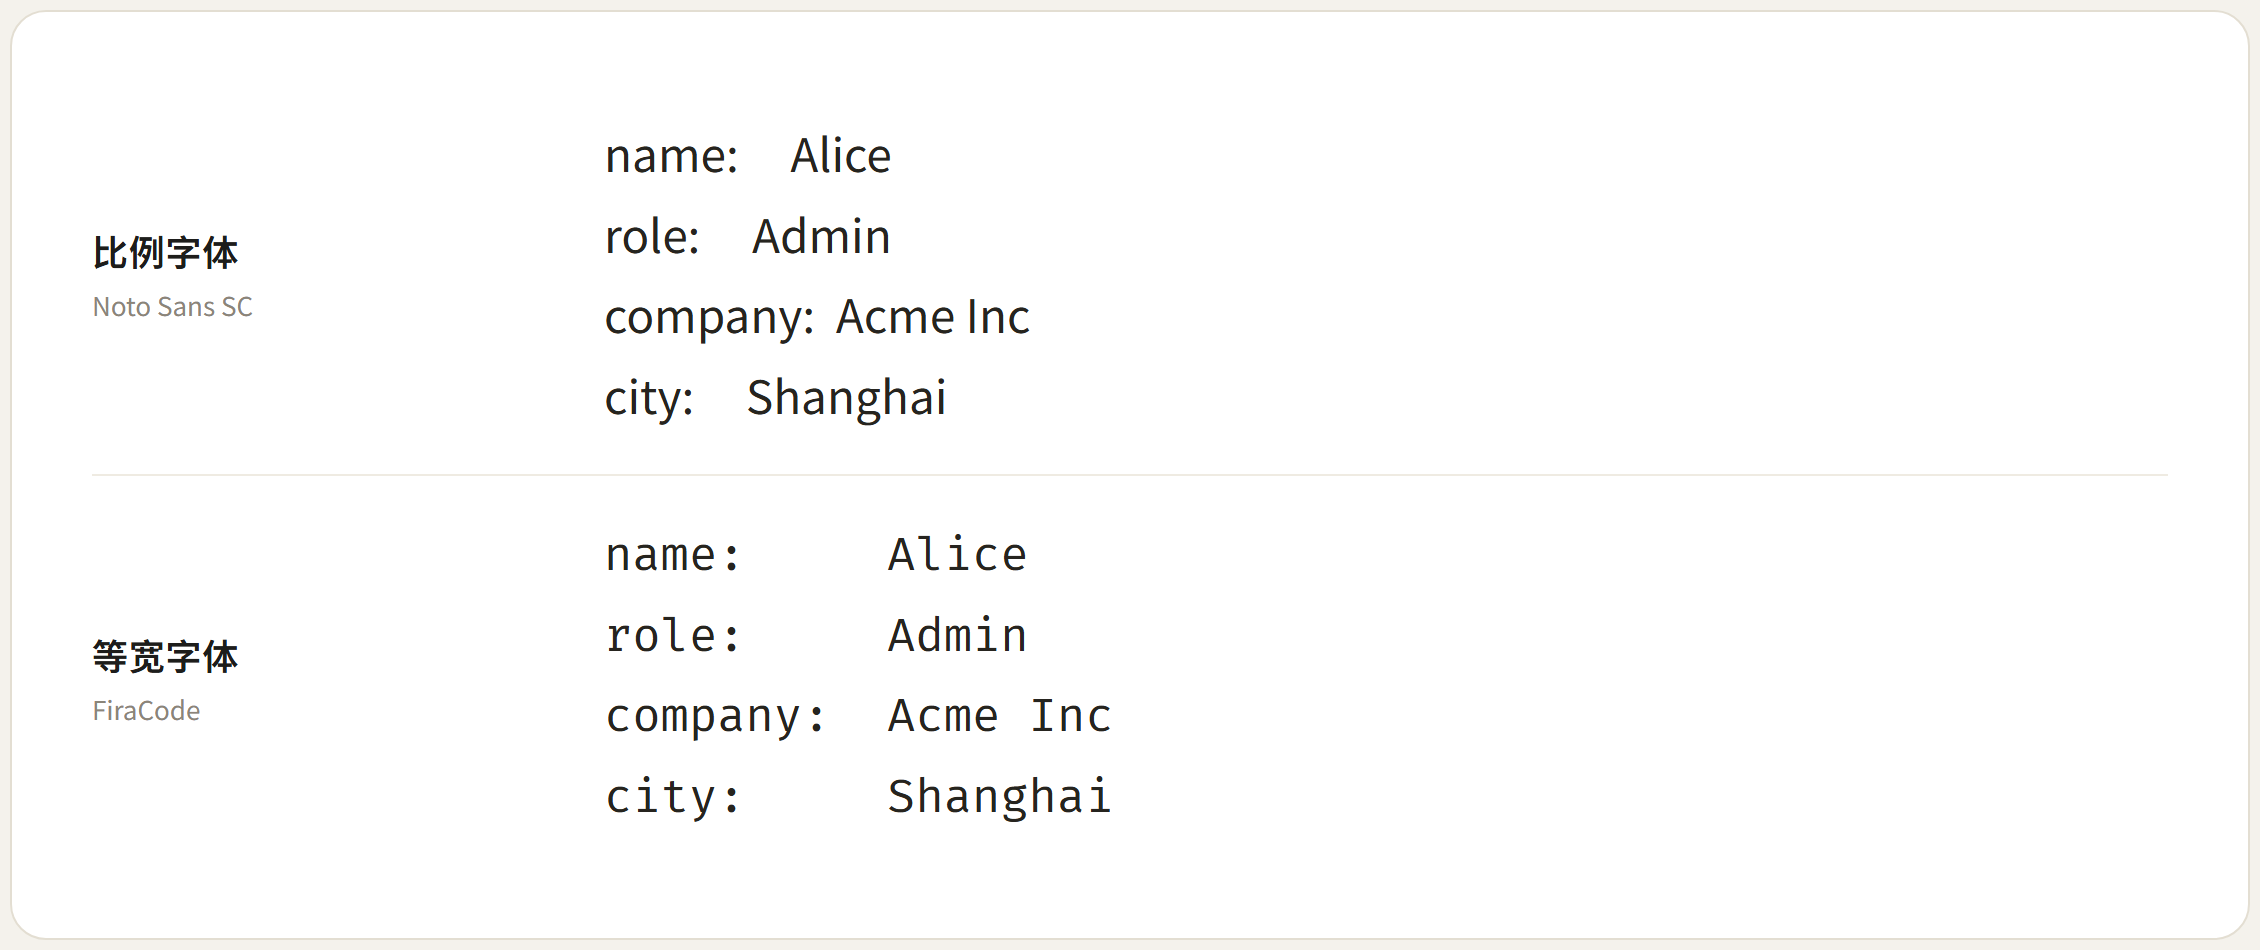 比例字体
Noto Sans SC
name:     Alice
role:     Admin
company:  Acme Inc
city:     Shanghai
等宽字体
FiraCode
name:     Alice
role:     Admin
company:  Acme Inc
city:     Shanghai